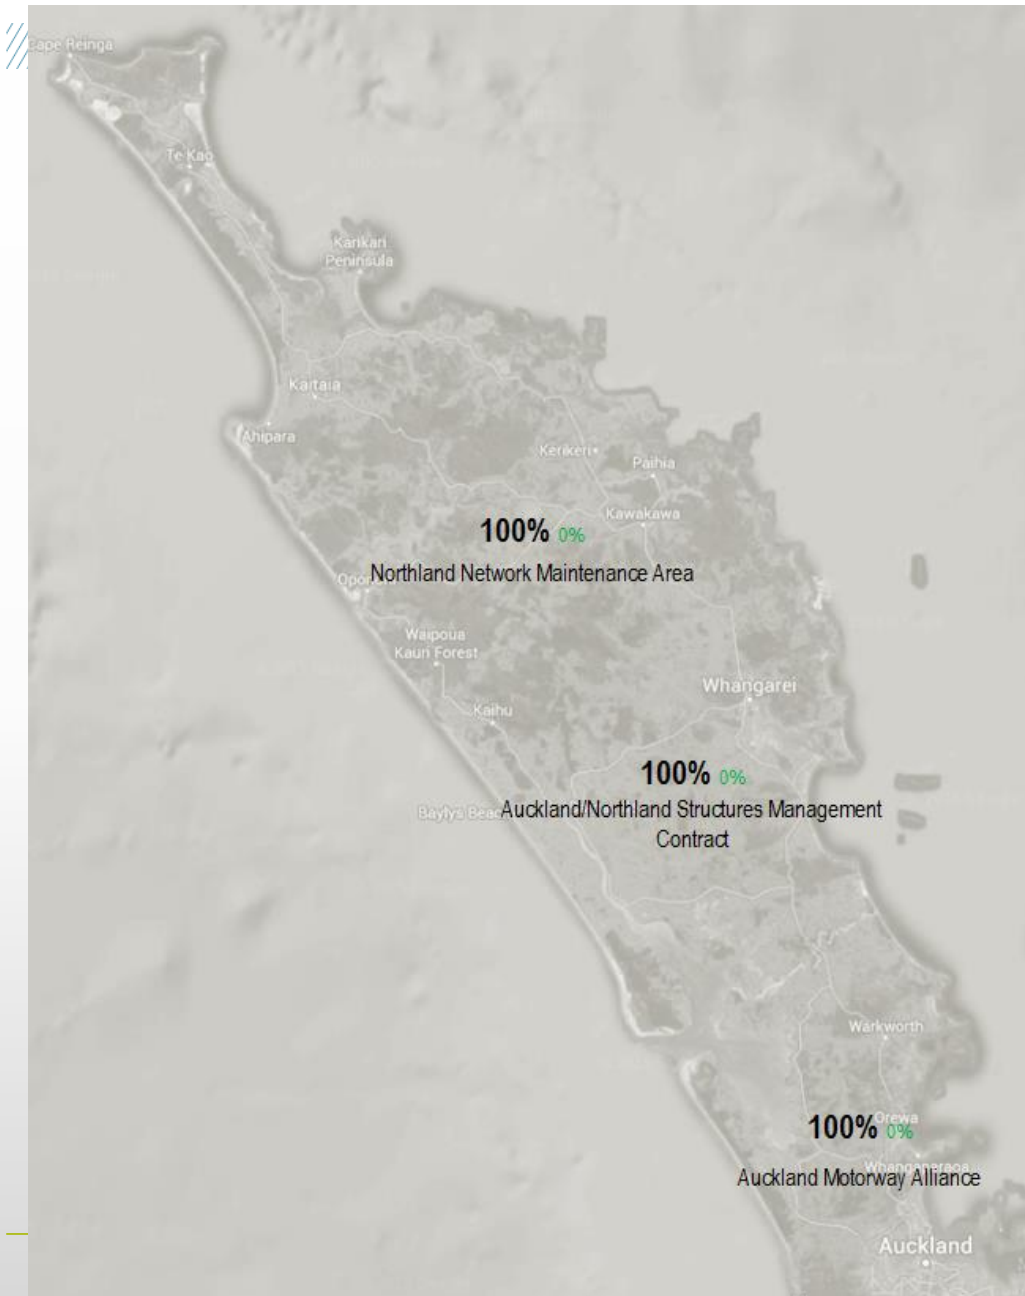 Cape Reinga
Te Kao
Karikari
Peninsula
Kaitaia
Ahipara
Kerikeri
Paihia
Kawakawa
100% 0%
Northland Network Maintenance Area
Waipoua
Kauri Forest
Whangarei
Kaihu
100% 0%
Baylys
Auckland/Northland Structures Management
Contract
Warkworth
Orewa
100% 0%
Auckland Motorway Alliance
Auckland